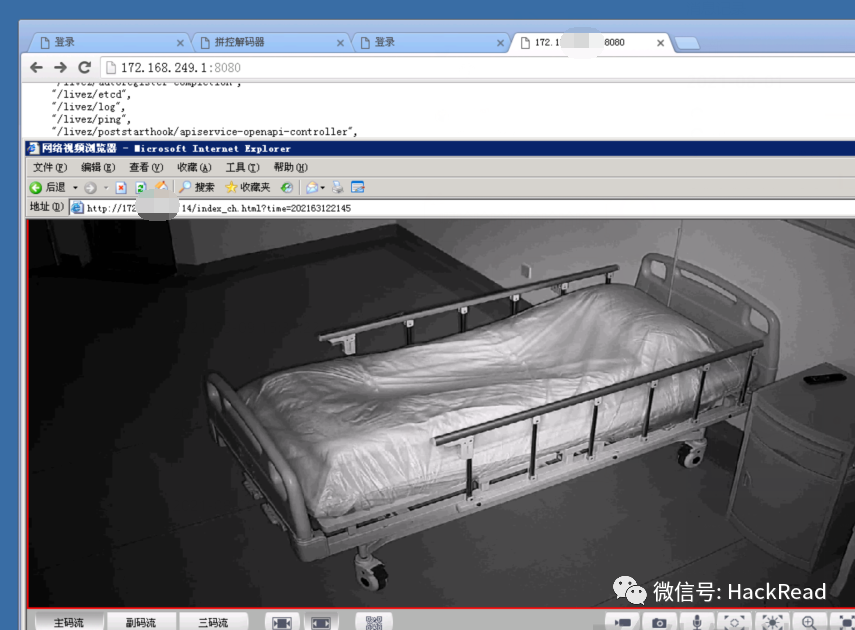 登录
拼控解码器
登录
172.1 8080
172.168.249.1:8080
"/livez/autoregister-completion",
"/livez/etcd",
"/livez/log",
"/livez/ping",
"/livez/poststarthook/apiservice-openapi-controller",
网络视频浏览器 - Microsoft Internet Explorer
文件(F) 编辑(E) 查看(V) 收藏(A) 工具(T) 帮助(H)
后退 搜索 收藏夹
地址(D) http://172 14/index_ch.html?time=202163122145
微信号: HackRead
主码流 副码流 三码流